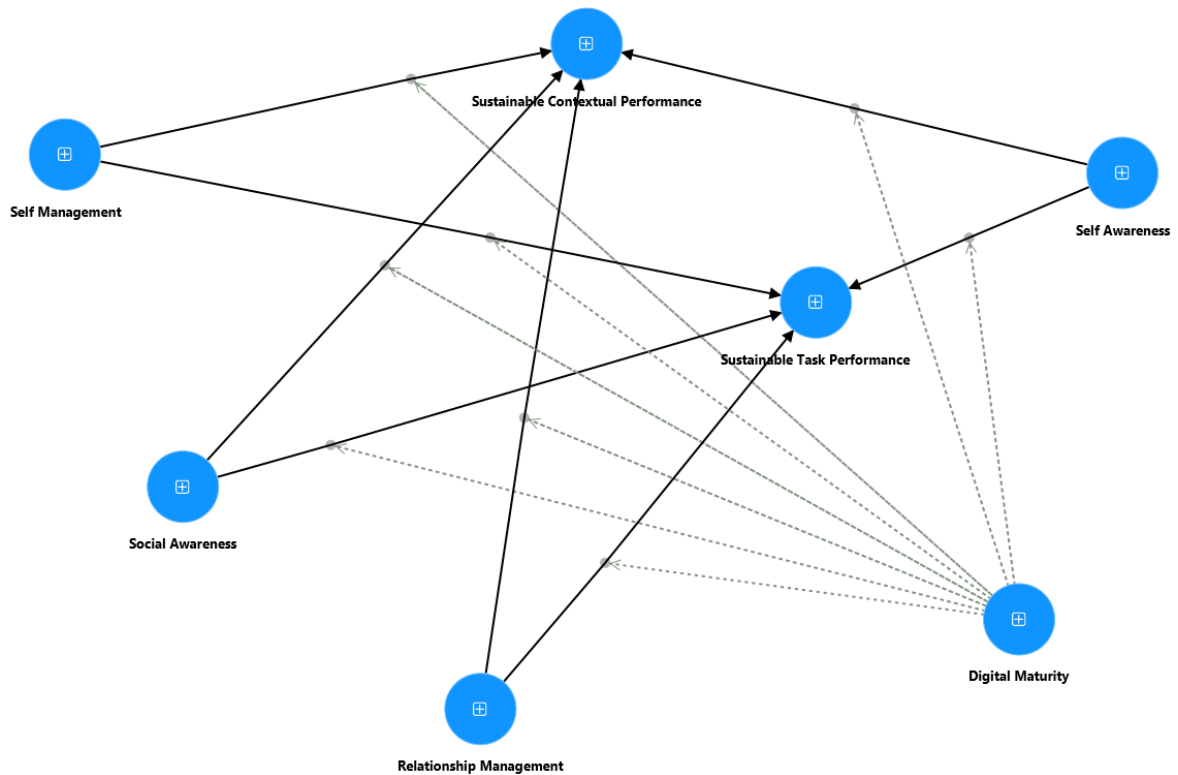 Sustainable Contextual Performance
Self Management
Self Awareness
Sustainable Task Performance
Social Awareness
Digital Maturity
Relationship Management